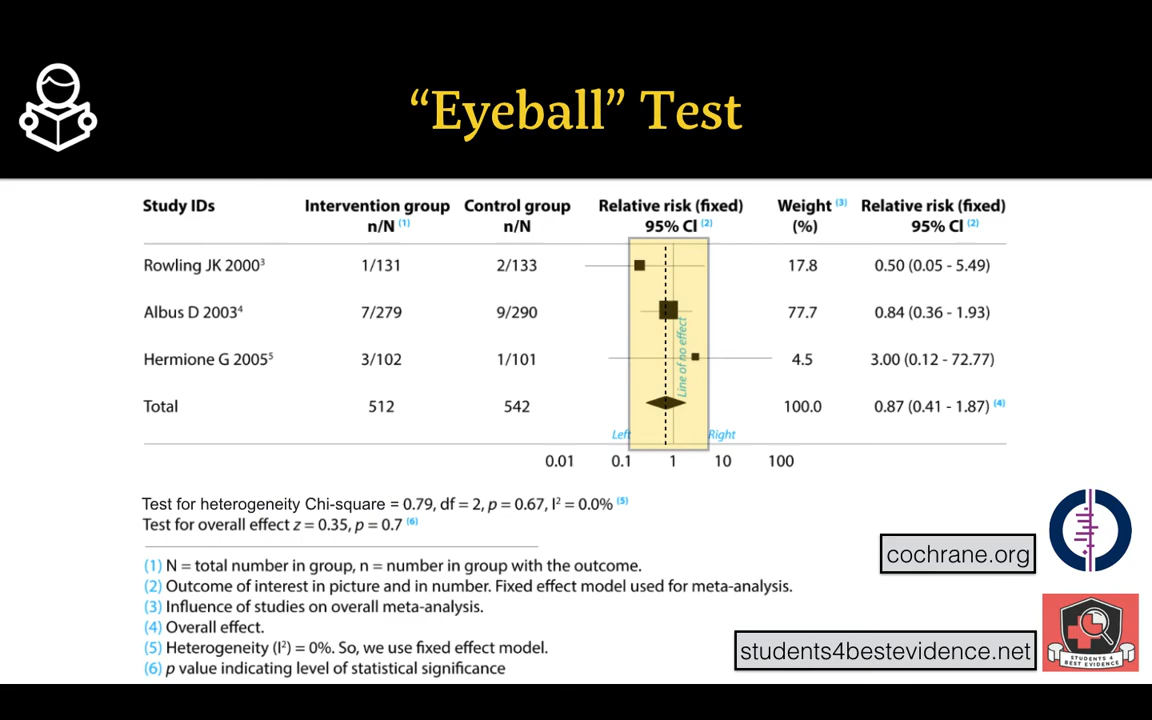 “Eyeball” Test
Study IDs Intervention group Control group Relative risk (fixed) Weight (3) Relative risk (fixed)
n/N (1) n/N 95% CI (2) (%) 95% CI (2)
Rowling JK 2000³ 1/131 2/133 17.8 0.50 (0.05 - 5.49)
Albus D 2003⁴ 7/279 9/290 77.7 0.84 (0.36 - 1.93)
Hermione G 2005⁵ 3/102 1/101 4.5 3.00 (0.12 - 72.77)
Line of no effect
Total 512 542 100.0 0.87 (0.41 - 1.87) (4)
Left Right
0.01 0.1 1 10 100
Test for heterogeneity Chi-square = 0.79, df = 2, p = 0.67, I² = 0.0% (5)
Test for overall effect z = 0.35, p = 0.7 (6)
(1) N = total number in group, n = number in group with the outcome.
(2) Outcome of interest in picture and in number. Fixed effect model used for meta-analysis.
(3) Influence of studies on overall meta-analysis.
(4) Overall effect.
(5) Heterogeneity (I²) = 0%. So, we use fixed effect model.
(6) p value indicating level of statistical significance
cochrane.org
students4bestevidence.net
STUDENTS 4
BEST EVIDENCE